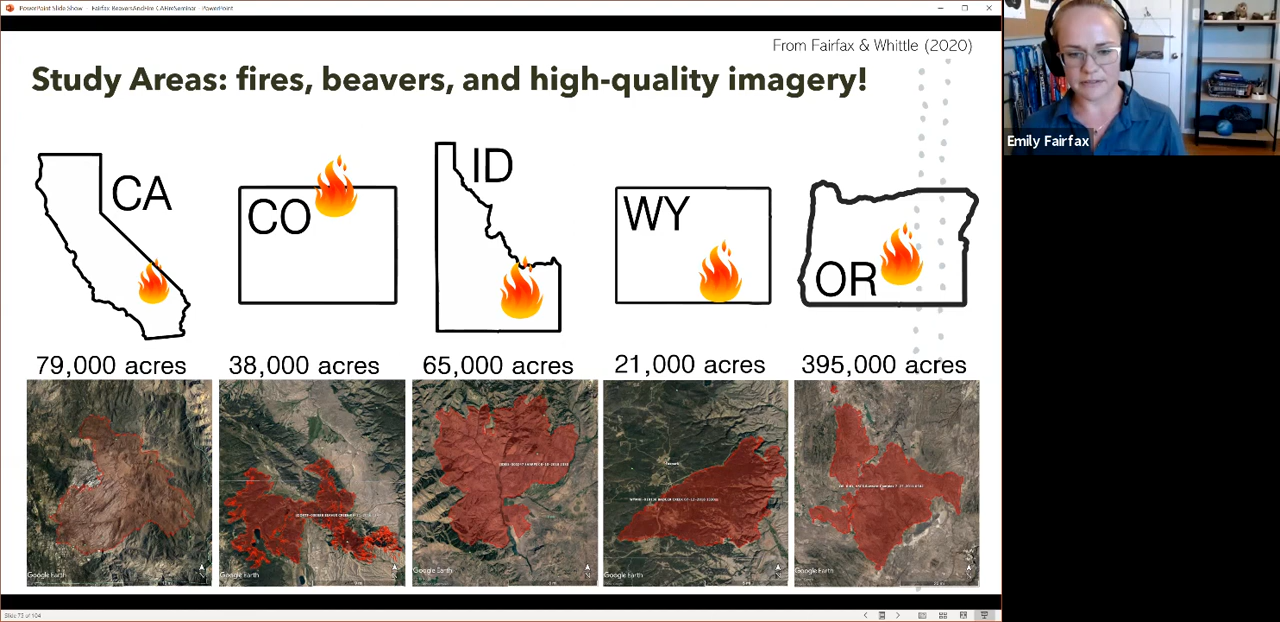 PowerPoint Slide Show - Fairfax BeaversAndFire CAFireSeminar - PowerPoint
From Fairfax & Whittle (2020)
Study Areas: fires, beavers, and high-quality imagery!
CA
CO
ID
WY
OR
79,000 acres
38,000 acres
65,000 acres
21,000 acres
395,000 acres
Google Earth
Google Earth
Google Earth
Google Earth
Google Earth
Slide 73 of 104
Emily Fairfax